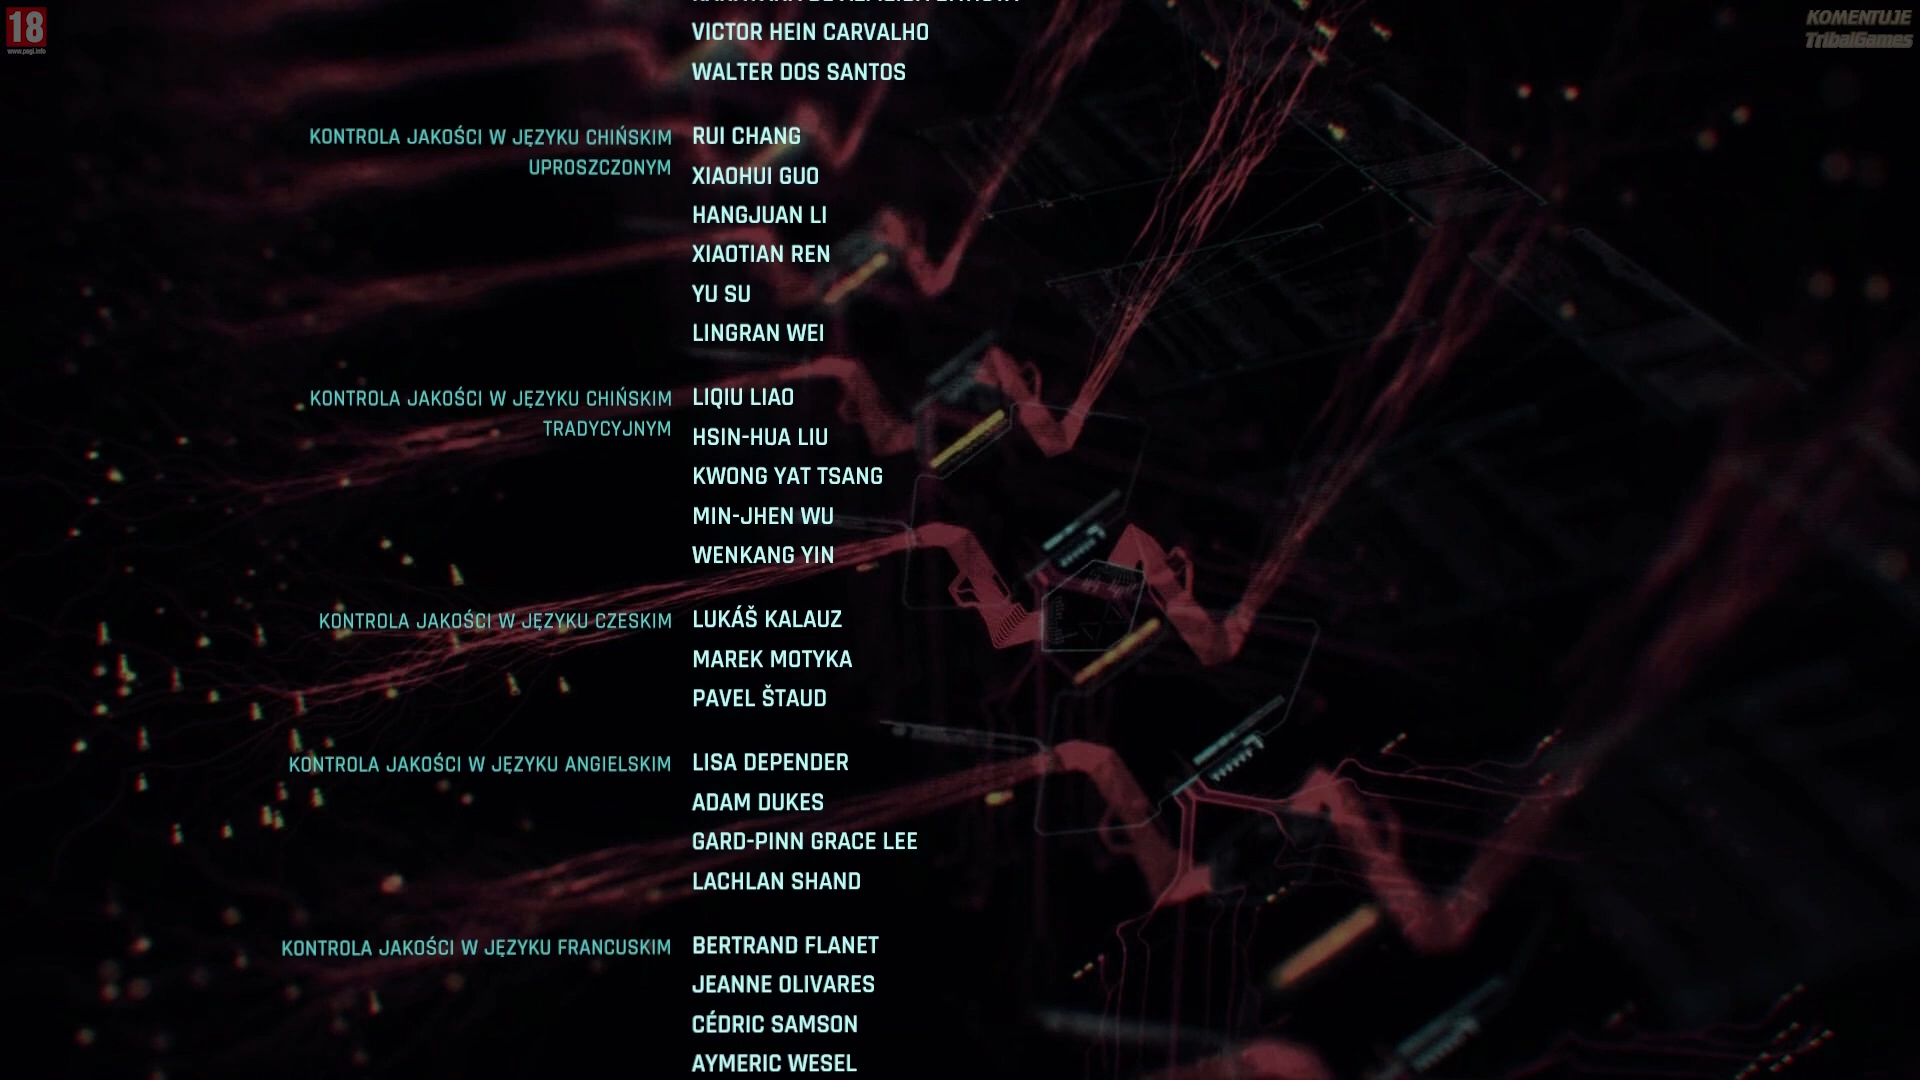 18
www.pegi.info
KOMENTUJE
TribalGames
VICTOR HEIN CARVALHO
WALTER DOS SANTOS
KONTROLA JAKOŚCI W JĘZYKU CHIŃSKIM
UPROSZCZONYM
RUI CHANG
XIAOHUI GUO
HANGJUAN LI
XIAOTIAN REN
YU SU
LINGRAN WEI
KONTROLA JAKOŚCI W JĘZYKU CHIŃSKIM
TRADYCYJNYM
LIQIU LIAO
HSIN-HUA LIU
KWONG YAT TSANG
MIN-JHEN WU
WENKANG YIN
KONTROLA JAKOŚCI W JĘZYKU CZESKIM
LUKÁŠ KALAUZ
MAREK MOTYKA
PAVEL ŠTAUD
KONTROLA JAKOŚCI W JĘZYKU ANGIELSKIM
LISA DEPENDER
ADAM DUKES
GARD-PINN GRACE LEE
LACHLAN SHAND
KONTROLA JAKOŚCI W JĘZYKU FRANCUSKIM
BERTRAND FLANET
JEANNE OLIVARES
CÉDRIC SAMSON
AYMERIC WESEL